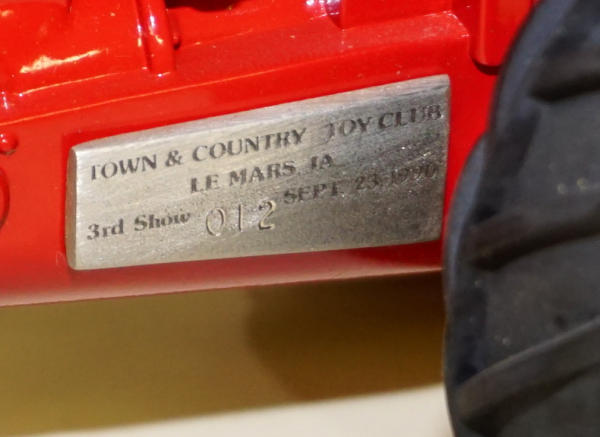 TOWN & COUNTRY TOY CLUB
LE MARS, IA
3rd Show 012 SEPT. 23, 1990